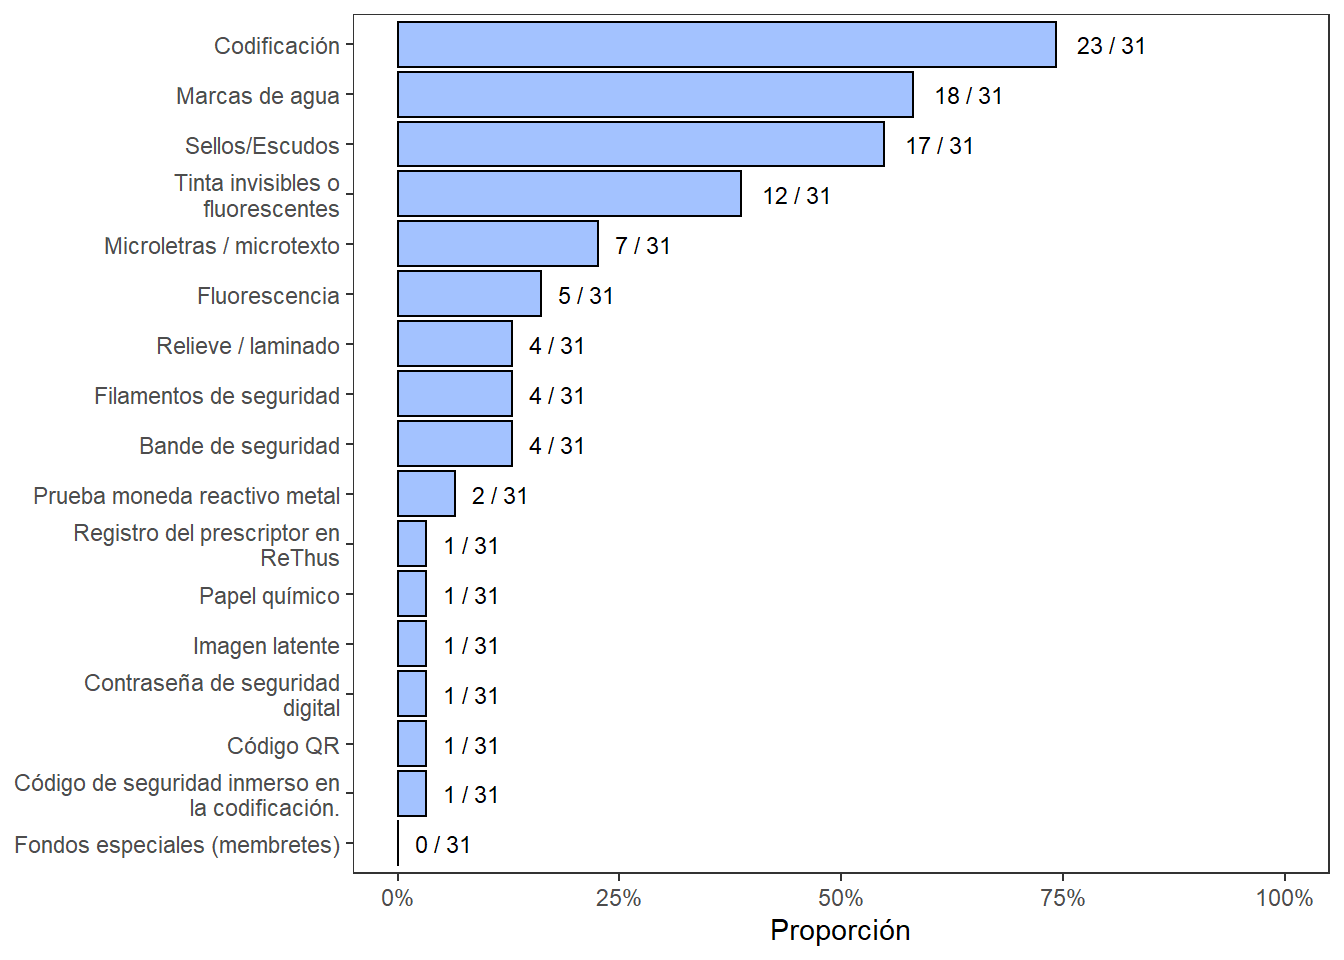 Codificación 23 / 31
Marcas de agua 18 / 31
Sellos/Escudos 17 / 31
Tinta invisibles o
fluorescentes 12 / 31
Microletras / microtexto 7 / 31
Fluorescencia 5 / 31
Relieve / laminado 4 / 31
Filamentos de seguridad 4 / 31
Bande de seguridad 4 / 31
Prueba moneda reactivo metal 2 / 31
Registro del prescriptor en
ReThus 1 / 31
Papel químico 1 / 31
Imagen latente 1 / 31
Contraseña de seguridad
digital 1 / 31
Código QR 1 / 31
Código de seguridad inmerso en
la codificación. 1 / 31
Fondos especiales (membretes) 0 / 31
0% 25% 50% 75% 100%
Proporción